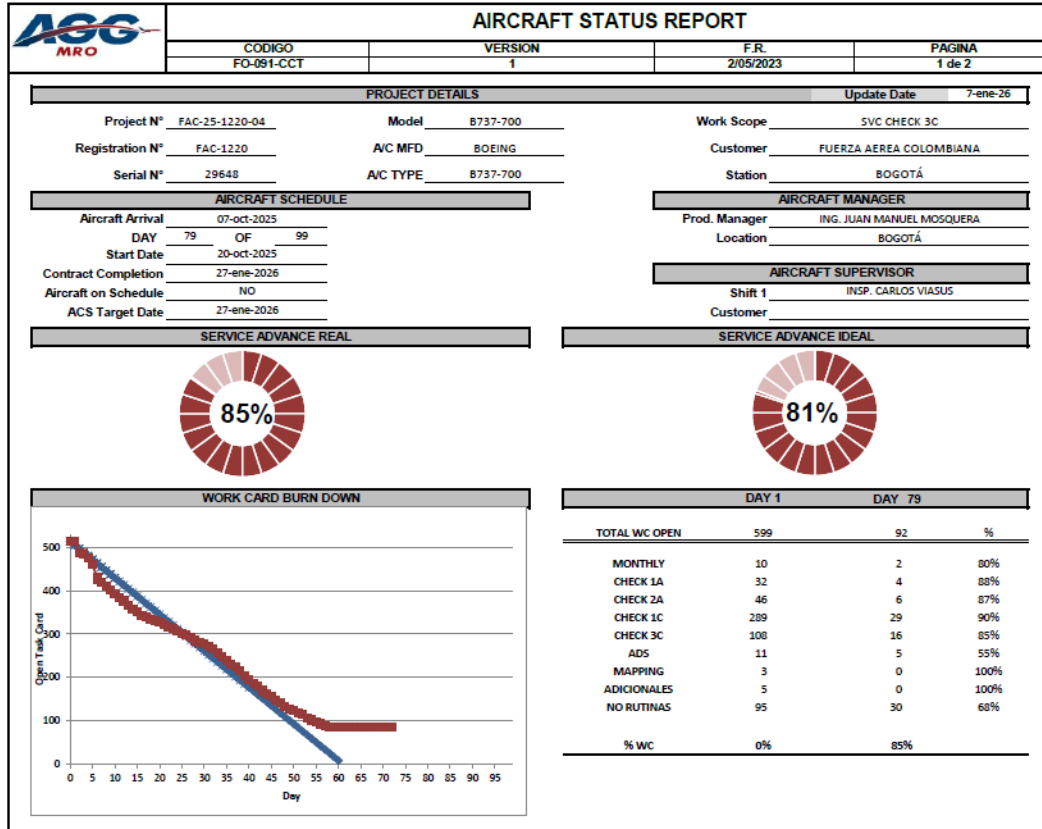 AGG
MRO
AIRCRAFT STATUS REPORT
CODIGO VERSION F.R. PAGINA
FO-091-CCT 1 2/05/2023 1 de 2
PROJECT DETAILS Update Date 7-ene-26
Project N° FAC-25-1220-04 Model B737-700 Work Scope SVC CHECK 3C
Registration N° FAC-1220 A/C MFD BOEING Customer FUERZA AEREA COLOMBIANA
Serial N° 29648 A/C TYPE B737-700 Station BOGOTÁ
AIRCRAFT SCHEDULE AIRCRAFT MANAGER
Aircraft Arrival 07-oct-2025 Prod. Manager ING. JUAN MANUEL MOSQUERA
DAY 79 OF 99 Location BOGOTÁ
Start Date 20-oct-2025
Contract Completion 27-ene-2026 AIRCRAFT SUPERVISOR
Aircraft on Schedule NO Shift 1 INSP. CARLOS VIASUS
ACS Target Date 27-ene-2026 Customer
SERVICE ADVANCE REAL SERVICE ADVANCE IDEAL
85% 81%
WORK CARD BURN DOWN DAY 1 DAY 79
TOTAL WC OPEN 599 92 %
MONTHLY 10 2 80%
CHECK 1A 32 4 88%
CHECK 2A 46 6 87%
CHECK 1C 289 29 90%
CHECK 3C 108 16 85%
ADS 11 5 55%
MAPPING 3 0 100%
ADICIONALES 5 0 100%
NO RUTINAS 95 30 68%
% WC 0% 85%
Open Task Card
500
400
300
200
100
0
0 5 10 15 20 25 30 35 40 45 50 55 60 65 70 75 80 85 90 95
Day